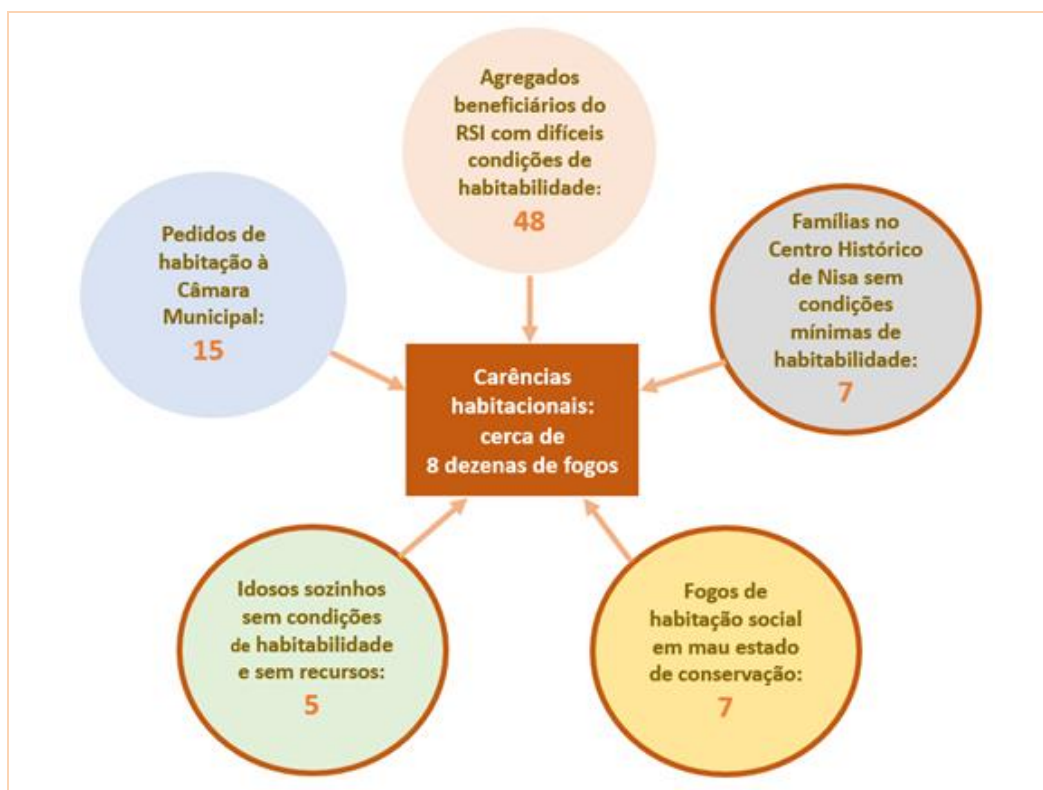 Agregados
beneficiários do
RSI com difíceis
condições de
habitabilidade:
48
Pedidos de
habitação à
Câmara
Municipal:
15
Famílias no
Centro Histórico
de Nisa sem
condições
mínimas de
habitabilidade:
7
Carências
habitacionais:
cerca de
8 dezenas de fogos
Idosos sozinhos
sem condições
de habitabilidade
e sem recursos:
5
Fogos de
habitação social
em mau estado
de conservação:
7